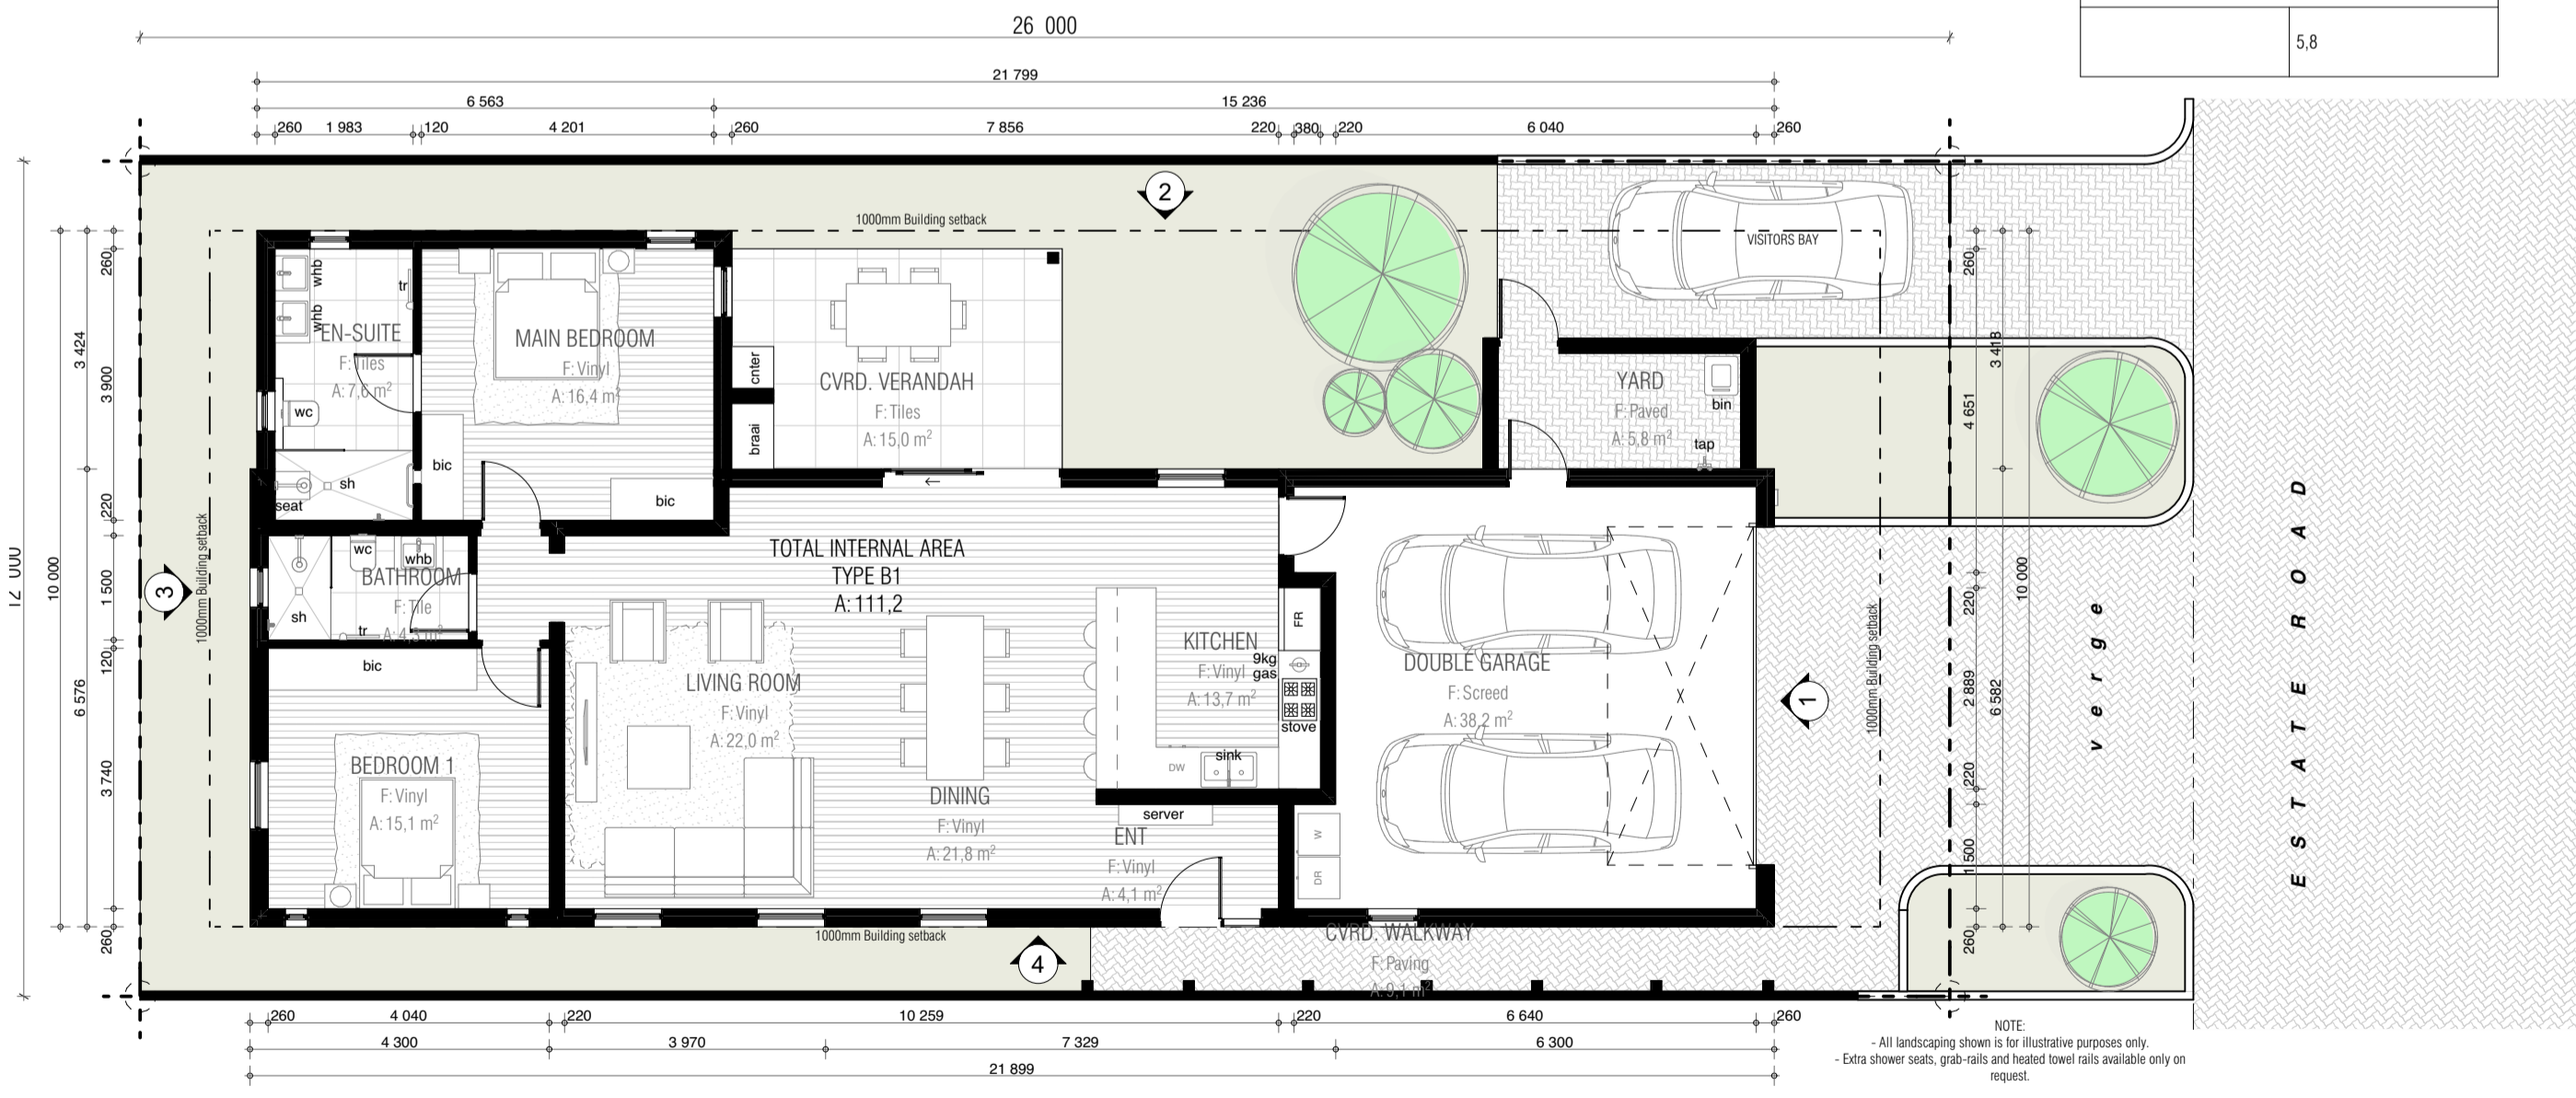 26 000
5,8
21 799
6 563
15 236
260
1 983
120
4 201
260
7 856
220
380
220
6 040
260
2
1000mm Building setback
VISITORS BAY
whb
whb
tr
EN-SUITE
F: Tiles
wc
sh
seat
MAIN BEDROOM
F: Vinyl
A: 16,4 m²
bic
bic
cnter
braai
CVRD. VERANDAH
F: Tiles
A: 15,0 m²
YARD
F: Paved
A: 5,8 m²
bin
tap
10 000
3 424
6 576
260
3 900
220
1 500
120
3 740
260
3
1000mm Building setback
wc
whb
BATHROOM
F: Tile
sh
tr
TOTAL INTERNAL AREA
TYPE B1
A: 111,2
bic
BEDROOM 1
F: Vinyl
A: 15,1 m²
LIVING ROOM
F: Vinyl
A: 22,0 m²
DINING
F: Vinyl
A: 21,8 m²
KITCHEN
F: Vinyl
A: 13,7 m²
FR
9kg
gas
stove
sink
DW
server
ENT
F: Vinyl
A: 4,1 m²
W
DR
DOUBLE GARAGE
F: Screed
A: 38,2 m²
1
1000mm Building setback
260
4 651
220
2 889
220
1 500
260
3 418
6 582
10 000
verge
ESTATE ROAD
1000mm Building setback
4
CVRD. WALKWAY
F: Paving
A: 9,1 m²
260
4 040
220
10 259
220
6 640
260
4 300
3 970
7 329
6 300
21 899
NOTE:
- All landscaping shown is for illustrative purposes only.
- Extra shower seats, grab-rails and heated towel rails available only on
request.